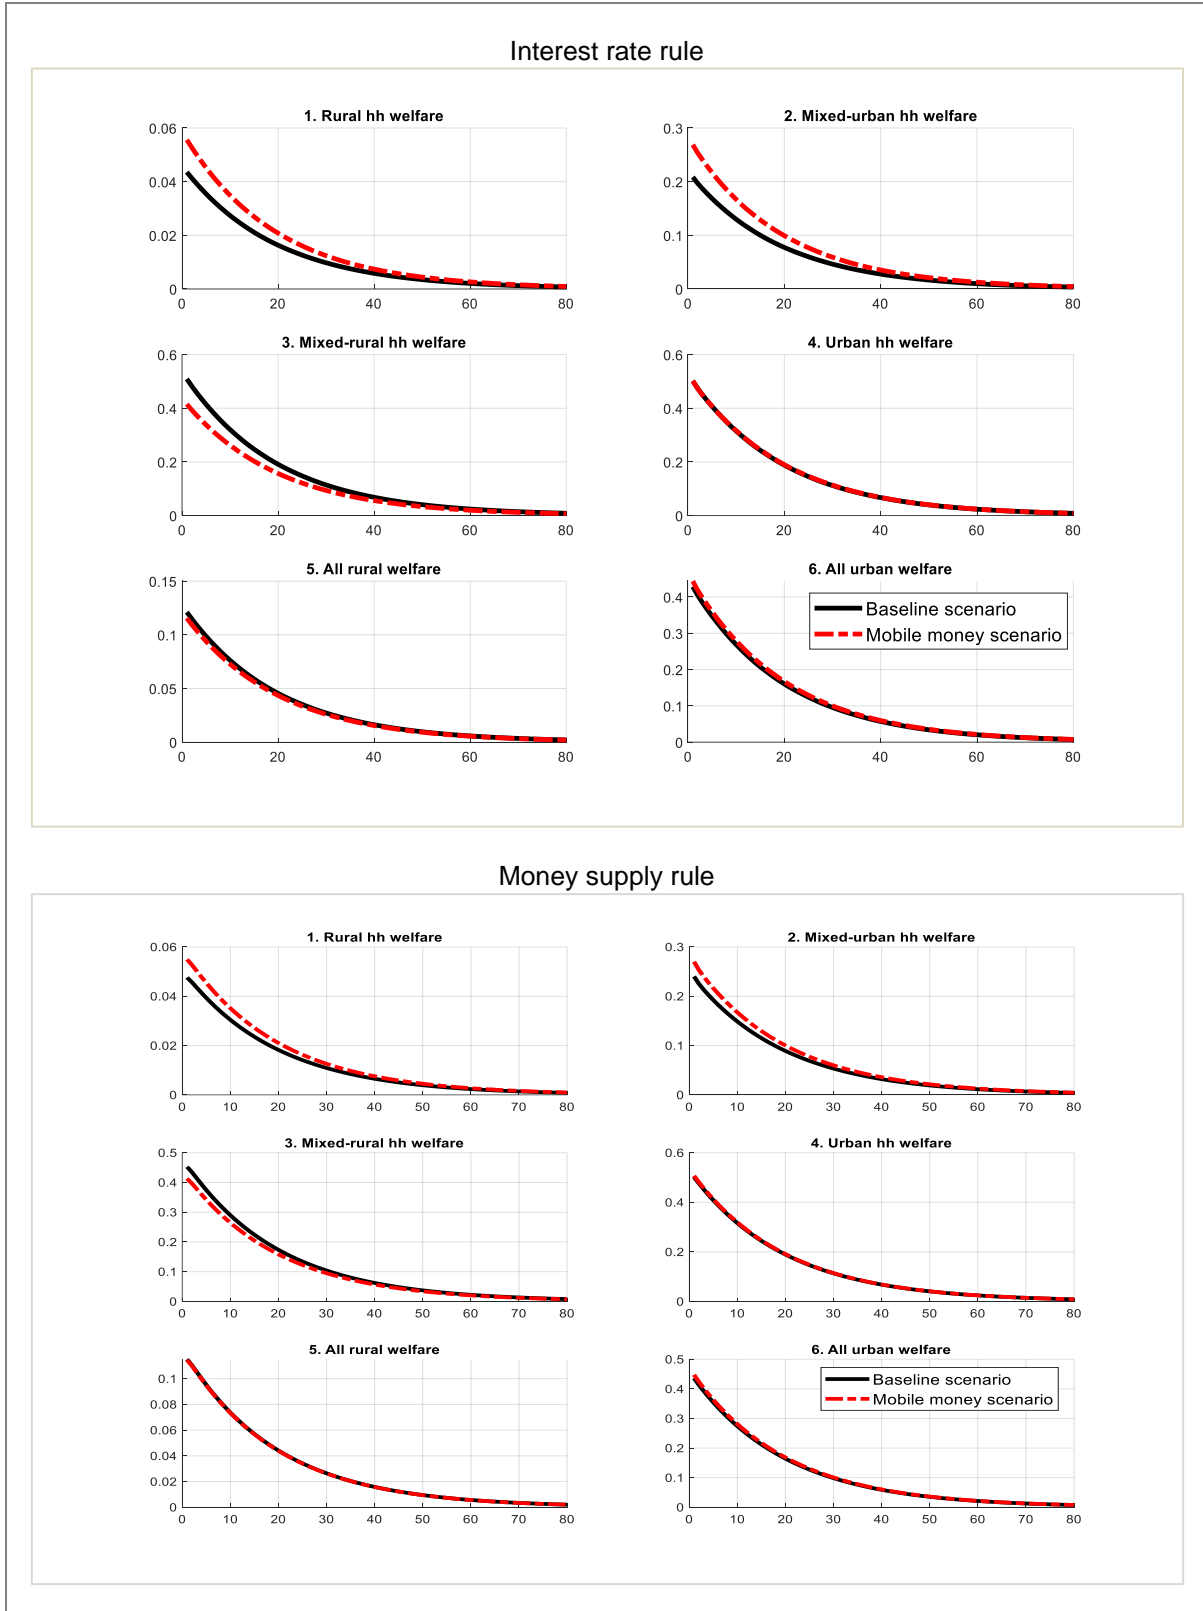 Interest rate rule
1. Rural hh welfare
0.06
0.04
0.02
0
0 20 40 60 80
2. Mixed-urban hh welfare
0.3
0.2
0.1
0
0 20 40 60 80
3. Mixed-rural hh welfare
0.6
0.4
0.2
0
0 20 40 60 80
4. Urban hh welfare
0.6
0.4
0.2
0
0 20 40 60 80
5. All rural welfare
0.15
0.1
0.05
0
0 20 40 60 80
6. All urban welfare
0.4
0.3
0.2
0.1
0
0 20 40 60 80
Baseline scenario
Mobile money scenario
Money supply rule
1. Rural hh welfare
0.06
0.04
0.02
0
0 10 20 30 40 50 60 70 80
2. Mixed-urban hh welfare
0.3
0.2
0.1
0
0 10 20 30 40 50 60 70 80
3. Mixed-rural hh welfare
0.5
0.4
0.3
0.2
0.1
0
0 10 20 30 40 50 60 70 80
4. Urban hh welfare
0.6
0.4
0.2
0
0 10 20 30 40 50 60 70 80
5. All rural welfare
0.1
0.08
0.06
0.04
0.02
0
0 10 20 30 40 50 60 70 80
6. All urban welfare
0.5
0.4
0.3
0.2
0.1
0
0 10 20 30 40 50 60 70 80
Baseline scenario
Mobile money scenario